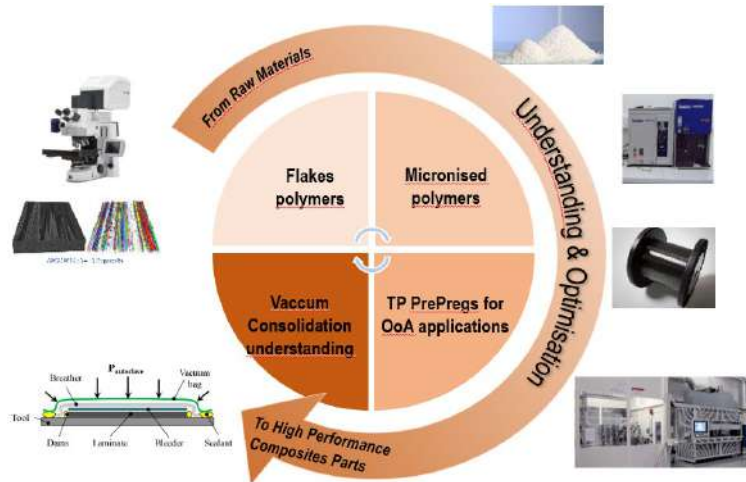 From Raw Materials
Understanding & Optimisation
To High Performance
Composites Parts
Flakes
polymers
Micronised
polymers
Vaccum
Consolidation
understanding
TP PrePregs for
OoA applications
P autoclave
Breather
Vacuum
bag
Tool
Dams
Laminate
Bleeder
Sealant